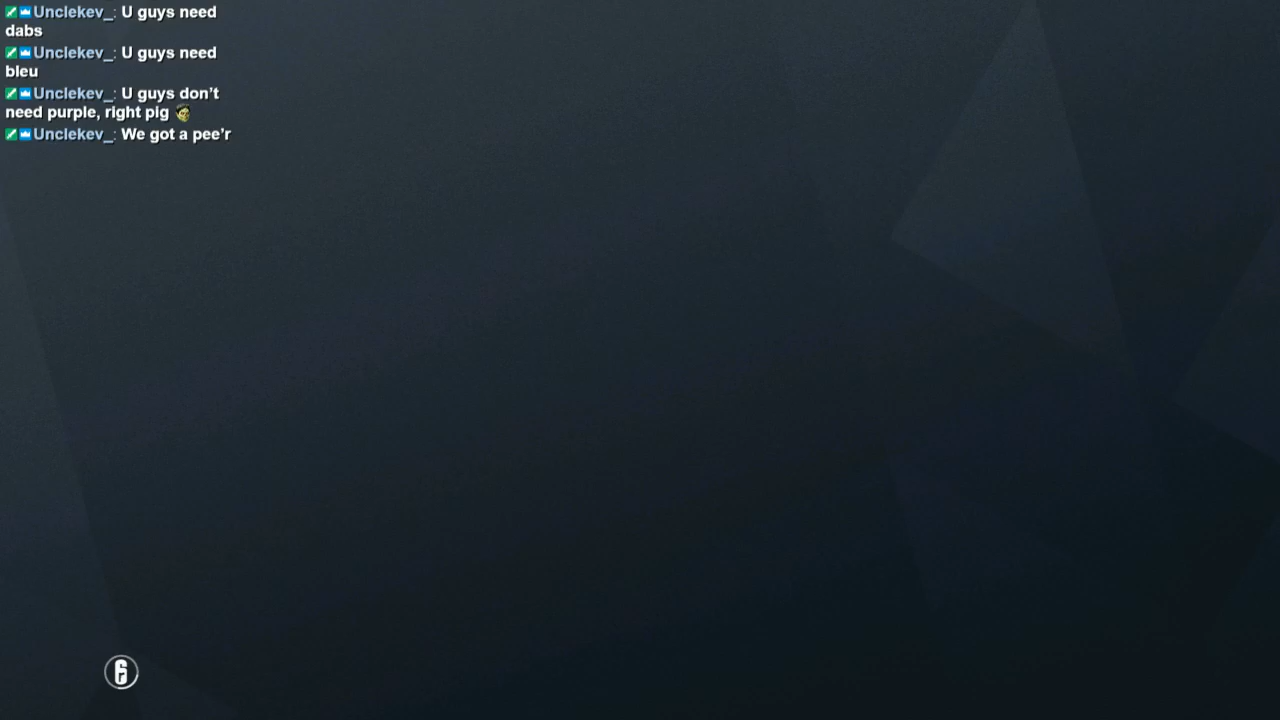 Unclekev_: U guys need
dabs
Unclekev_: U guys need
bleu
Unclekev_: U guys don’t
need purple, right pig
Unclekev_: We got a pee’r
6